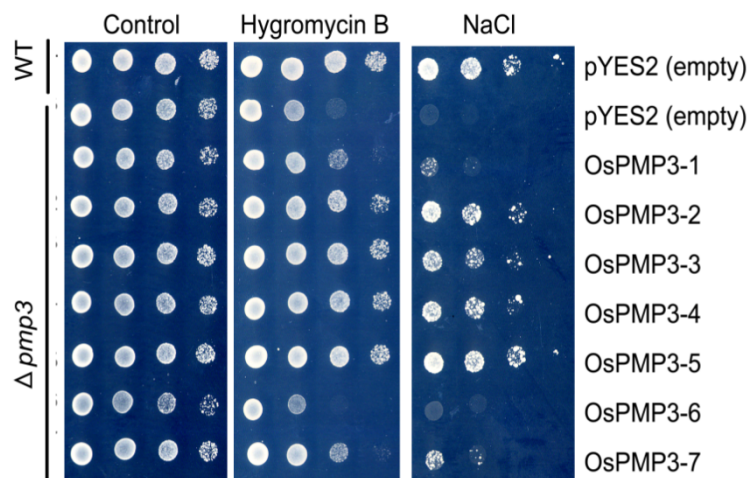 Control
Hygromycin B
NaCl
WT
pYES2 (empty)
Δ pmp3
pYES2 (empty)
OsPMP3-1
OsPMP3-2
OsPMP3-3
OsPMP3-4
OsPMP3-5
OsPMP3-6
OsPMP3-7